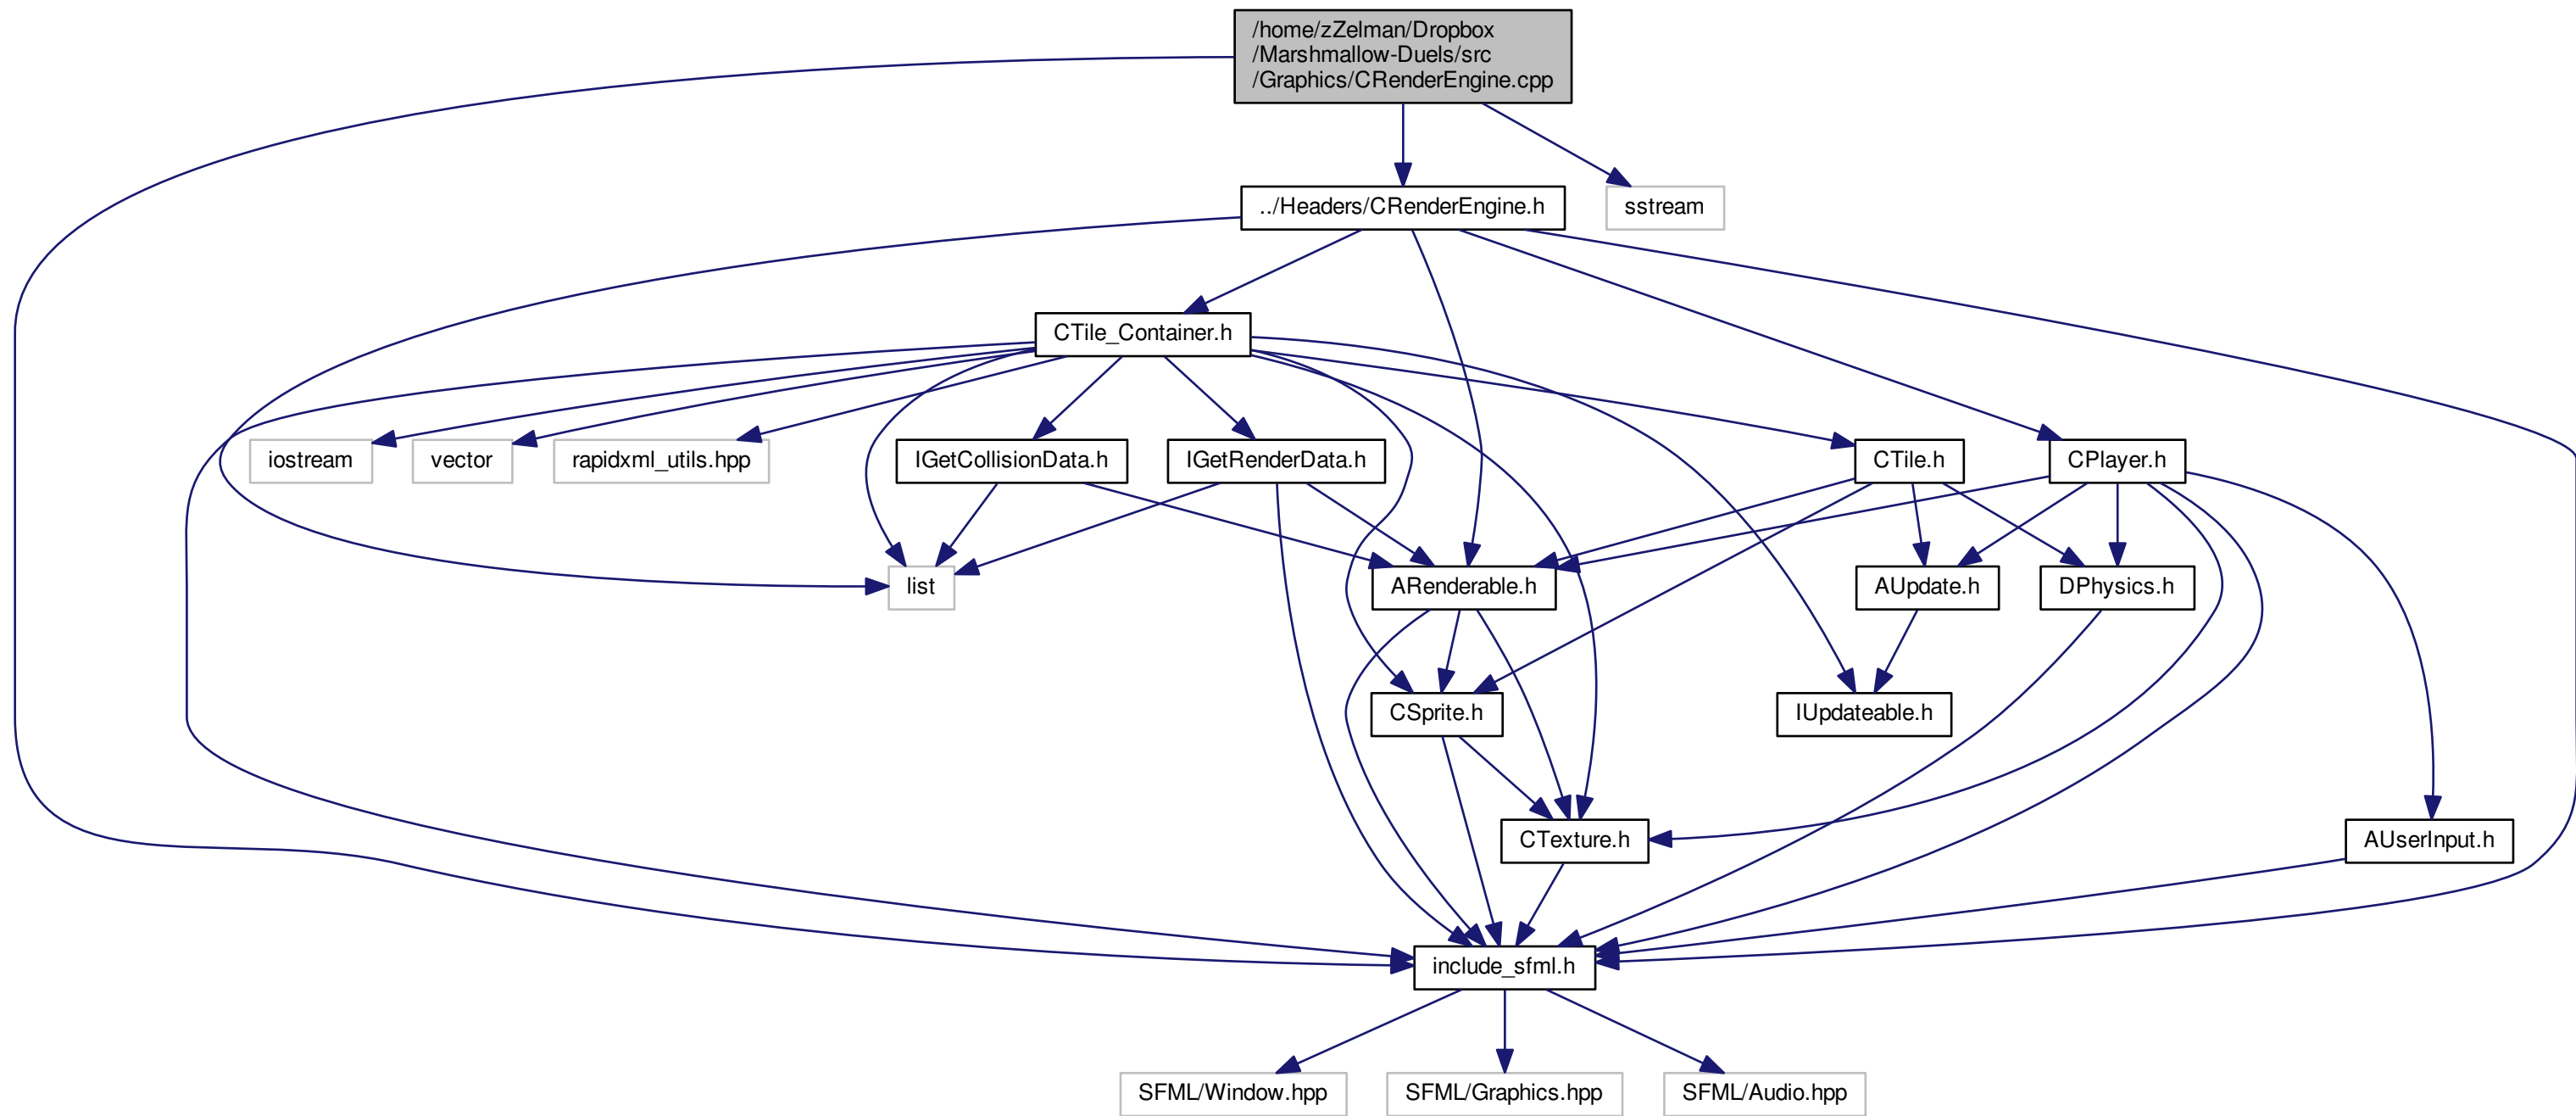 /home/zZelman/Dropbox
/Marshmallow-Duels/src
/Graphics/CRenderEngine.cpp
../Headers/CRenderEngine.h
sstream
CTile_Container.h
iostream
vector
rapidxml_utils.hpp
IGetCollisionData.h
IGetRenderData.h
CTile.h
CPlayer.h
list
ARenderable.h
AUpdate.h
DPhysics.h
CSprite.h
IUpdateable.h
CTexture.h
AUserInput.h
include_sfml.h
SFML/Window.hpp
SFML/Graphics.hpp
SFML/Audio.hpp